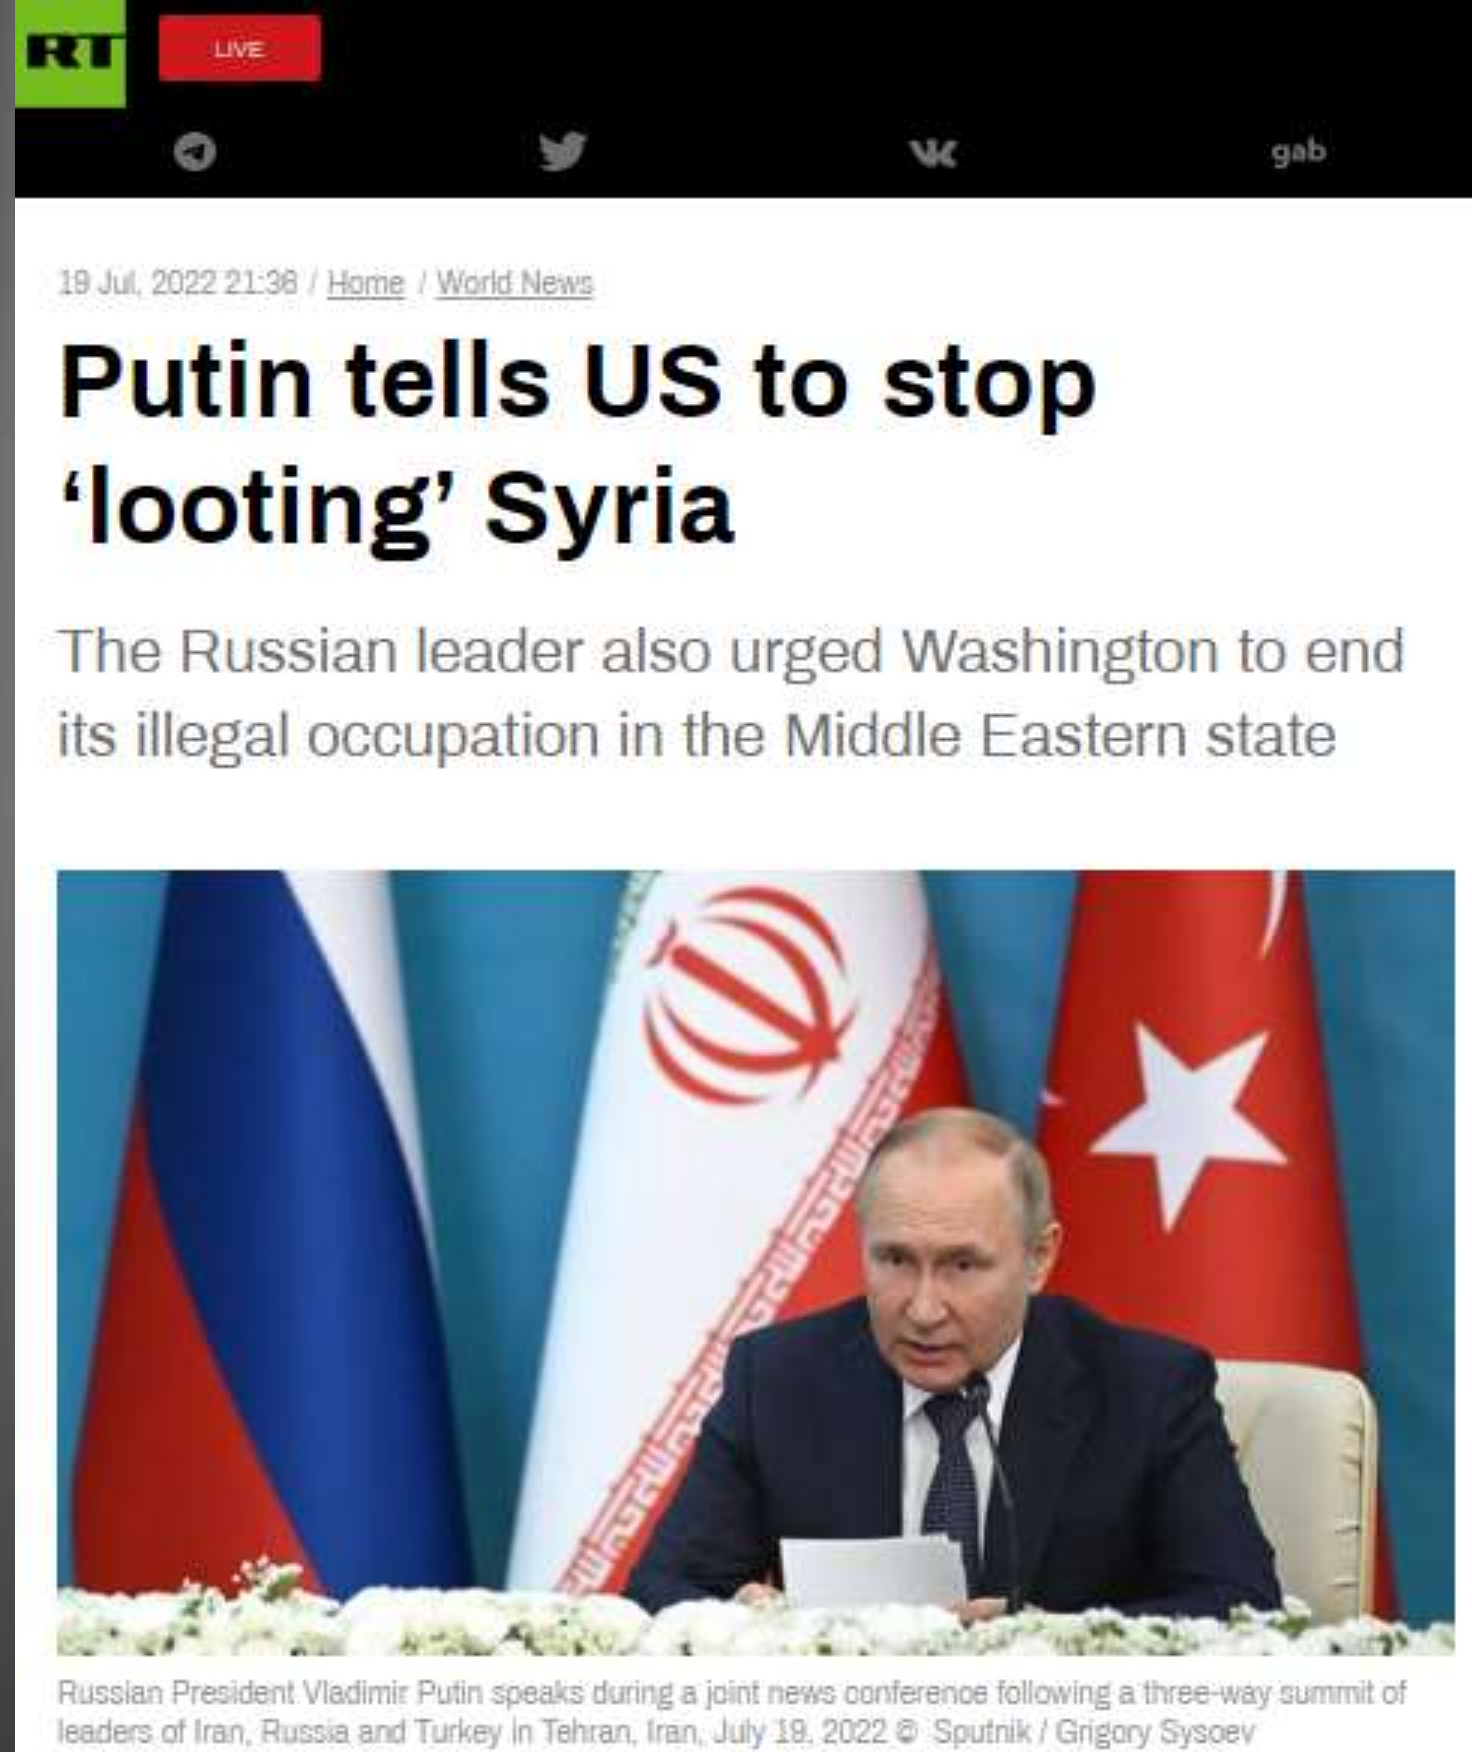 RT
LIVE
gab
19 Jul, 2022 21:36 / Home / World News
Putin tells US to stop
‘looting’ Syria
The Russian leader also urged Washington to end
its illegal occupation in the Middle Eastern state
Russian President Vladimir Putin speaks during a joint news conference following a three-way summit of
leaders of Iran, Russia and Turkey in Tehran, Iran, July 19, 2022 © Sputnik / Grigory Sysoev